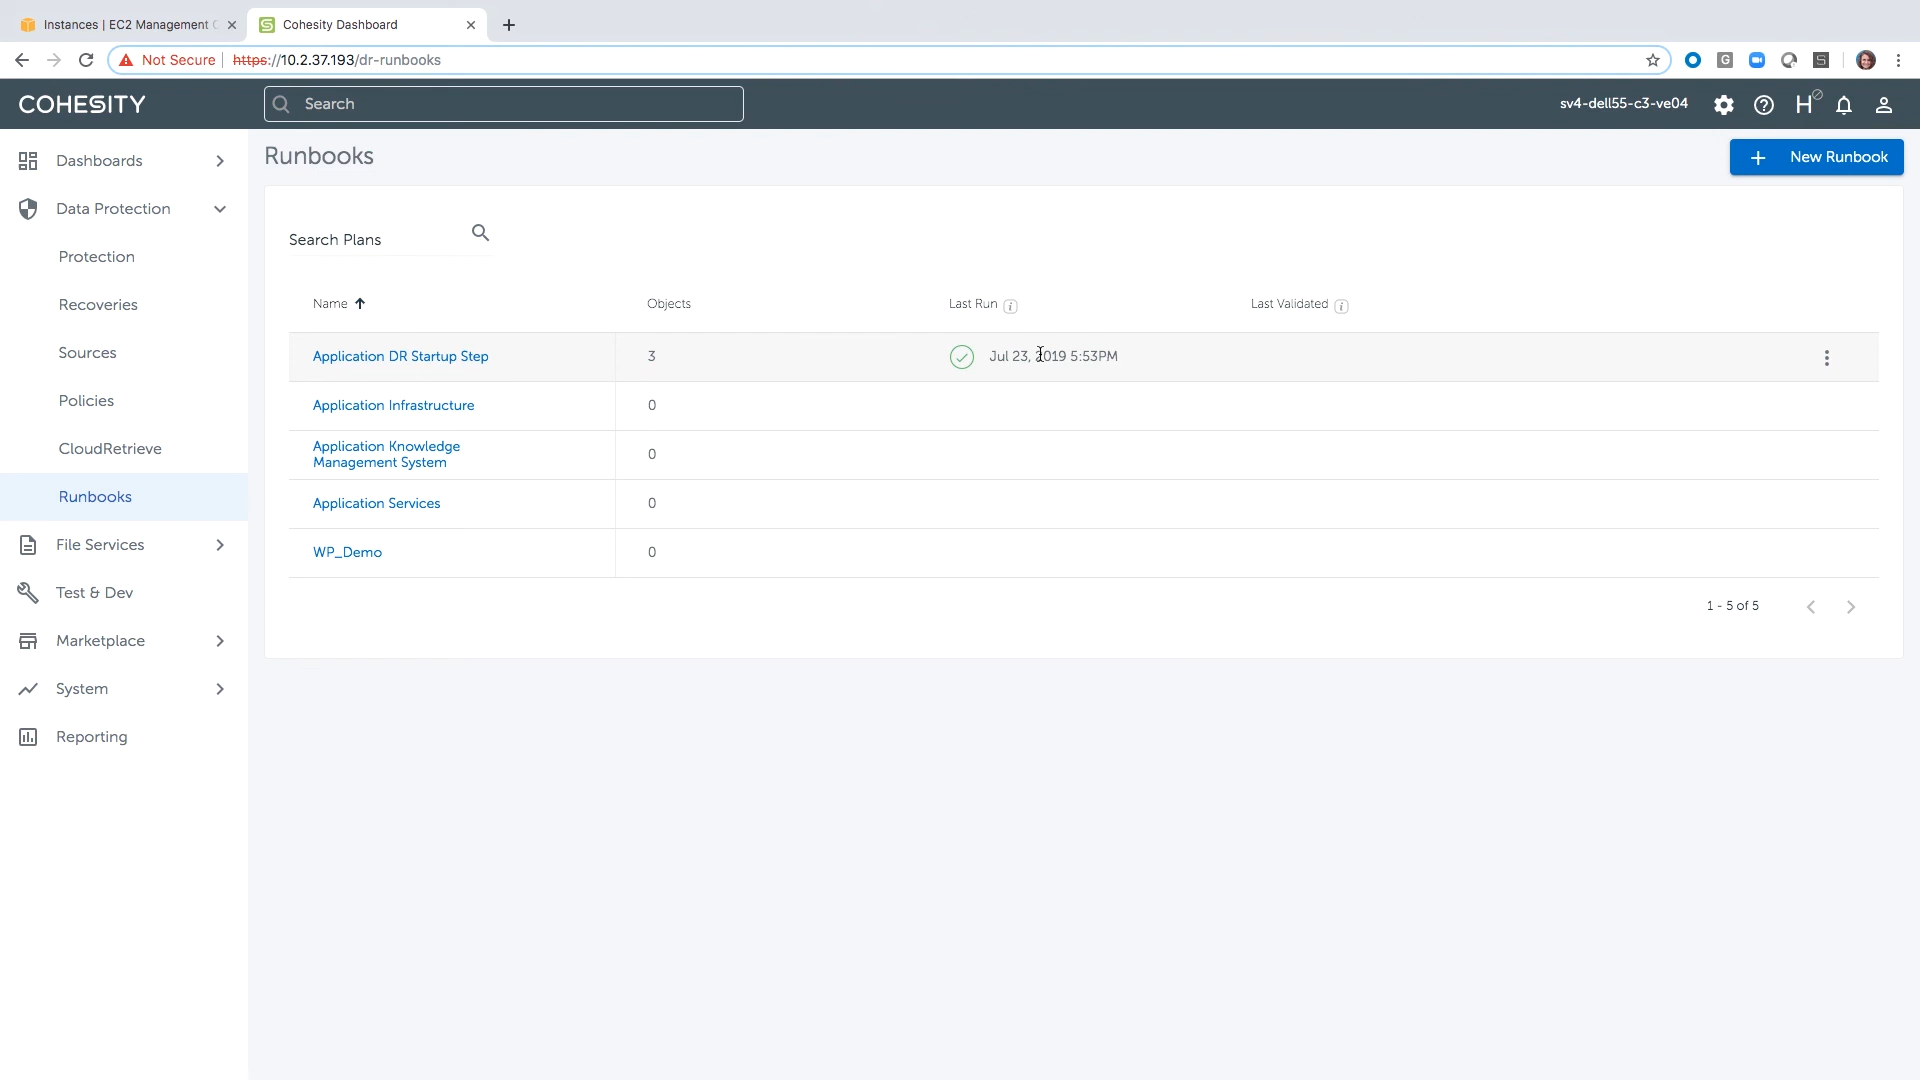 Instances | EC2 Management C
Cohesity Dashboard
Not Secure
https://10.2.37.193/dr-runbooks
G
S
COHESITY
Search
sv4-dell55-c3-ve04
H
Dashboards
Data Protection
Protection
Recoveries
Sources
Policies
CloudRetrieve
Runbooks
File Services
Test & Dev
Marketplace
System
Reporting
Runbooks
New Runbook
Search Plans
Name Objects Last Run Last Validated
Application DR Startup Step 3 Jul 23, 2019 5:53PM
Application Infrastructure 0
Application Knowledge
Management System 0
Application Services 0
WP_Demo 0
1 - 5 of 5